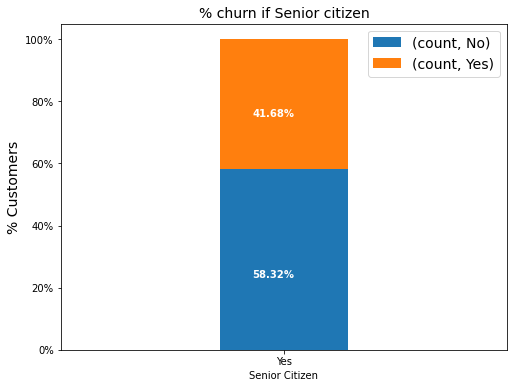 % churn if Senior citizen
(count, No)
(count, Yes)
% Customers
100%
80%
60%
40%
20%
0%
41.68%
58.32%
Yes
Senior Citizen